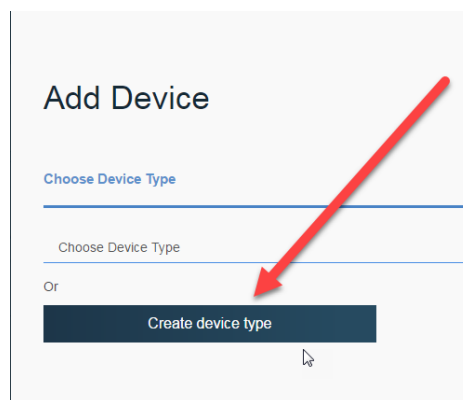 Add Device
Choose Device Type
Choose Device Type
Or
Create device type